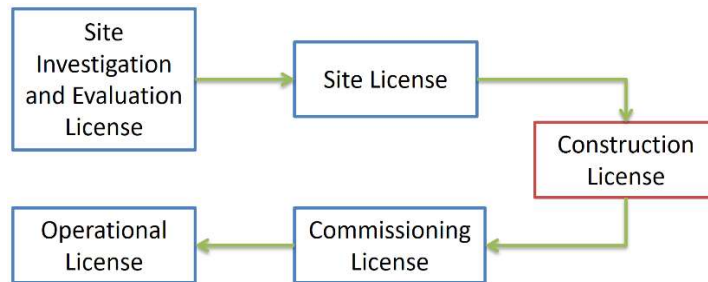 Site
Investigation
and Evaluation
License
Site License
Construction
License
Commissioning
License
Operational
License